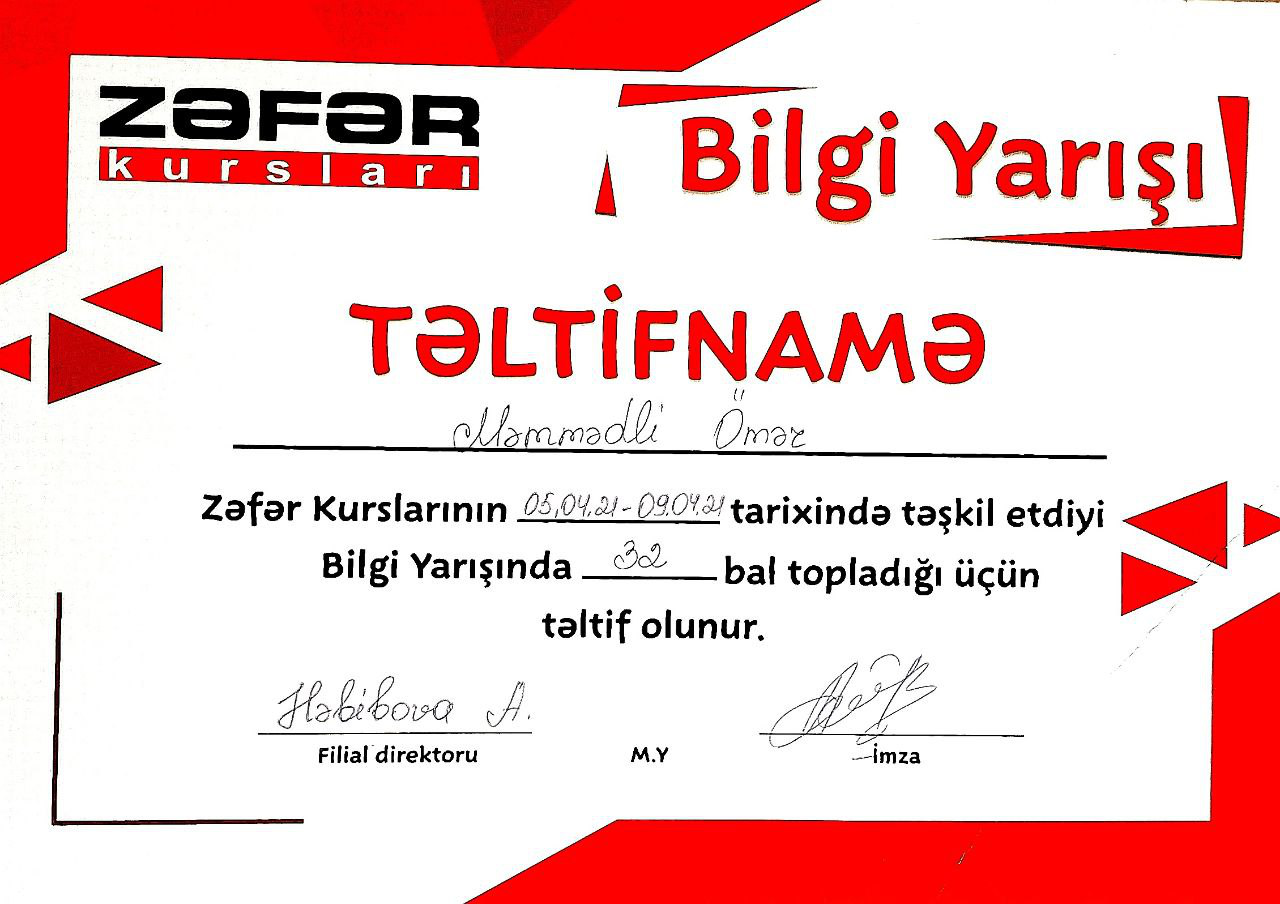 ZƏFƏR
kursları
Bilgi Yarışı
TƏLTİFNAMƏ
Məmmədli Ömər
Zəfər Kurslarının 05.04.21-09.04.21 tarixində təşkil etdiyi
Bilgi Yarışında 32 bal topladığı üçün
təltif olunur.
Həbibova A.
Filial direktoru M.Y İmza